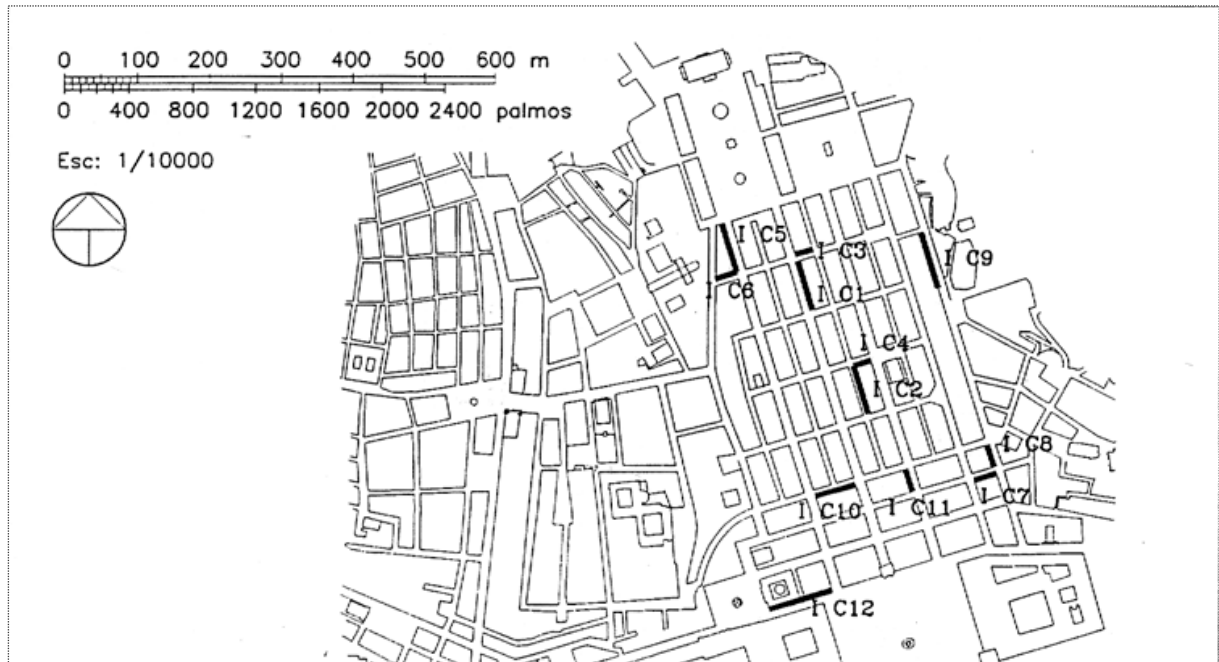 0 100 200 300 400 500 600 m
0 400 800 1200 1600 2000 2400 palmos
Esc: 1/10000
I C5
I C3
I C9
I C6
I C1
I C4
I C2
I C8
I C7
I C10
I C11
I C12